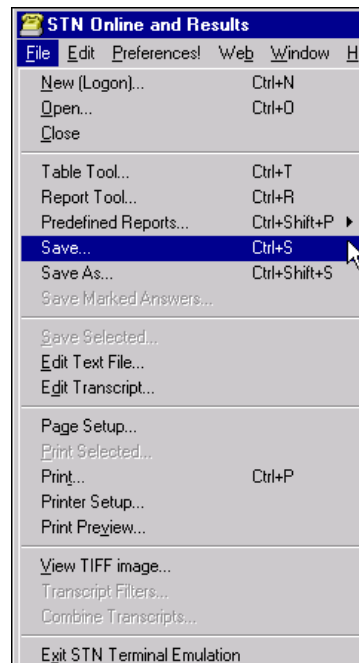 STN Online and Results
File Edit Preferences! Web Window H
New (Logon)... Ctrl+N
Open... Ctrl+O
Close
Table Tool... Ctrl+T
Report Tool... Ctrl+R
Predefined Reports... Ctrl+Shift+P
Save... Ctrl+S
Save As... Ctrl+Shift+S
Save Marked Answers...
Save Selected...
Edit Text File...
Edit Transcript...
Page Setup...
Print Selected...
Print... Ctrl+P
Printer Setup...
Print Preview...
View TIFF image...
Transcript Filters...
Combine Transcripts...
Exit STN Terminal Emulation